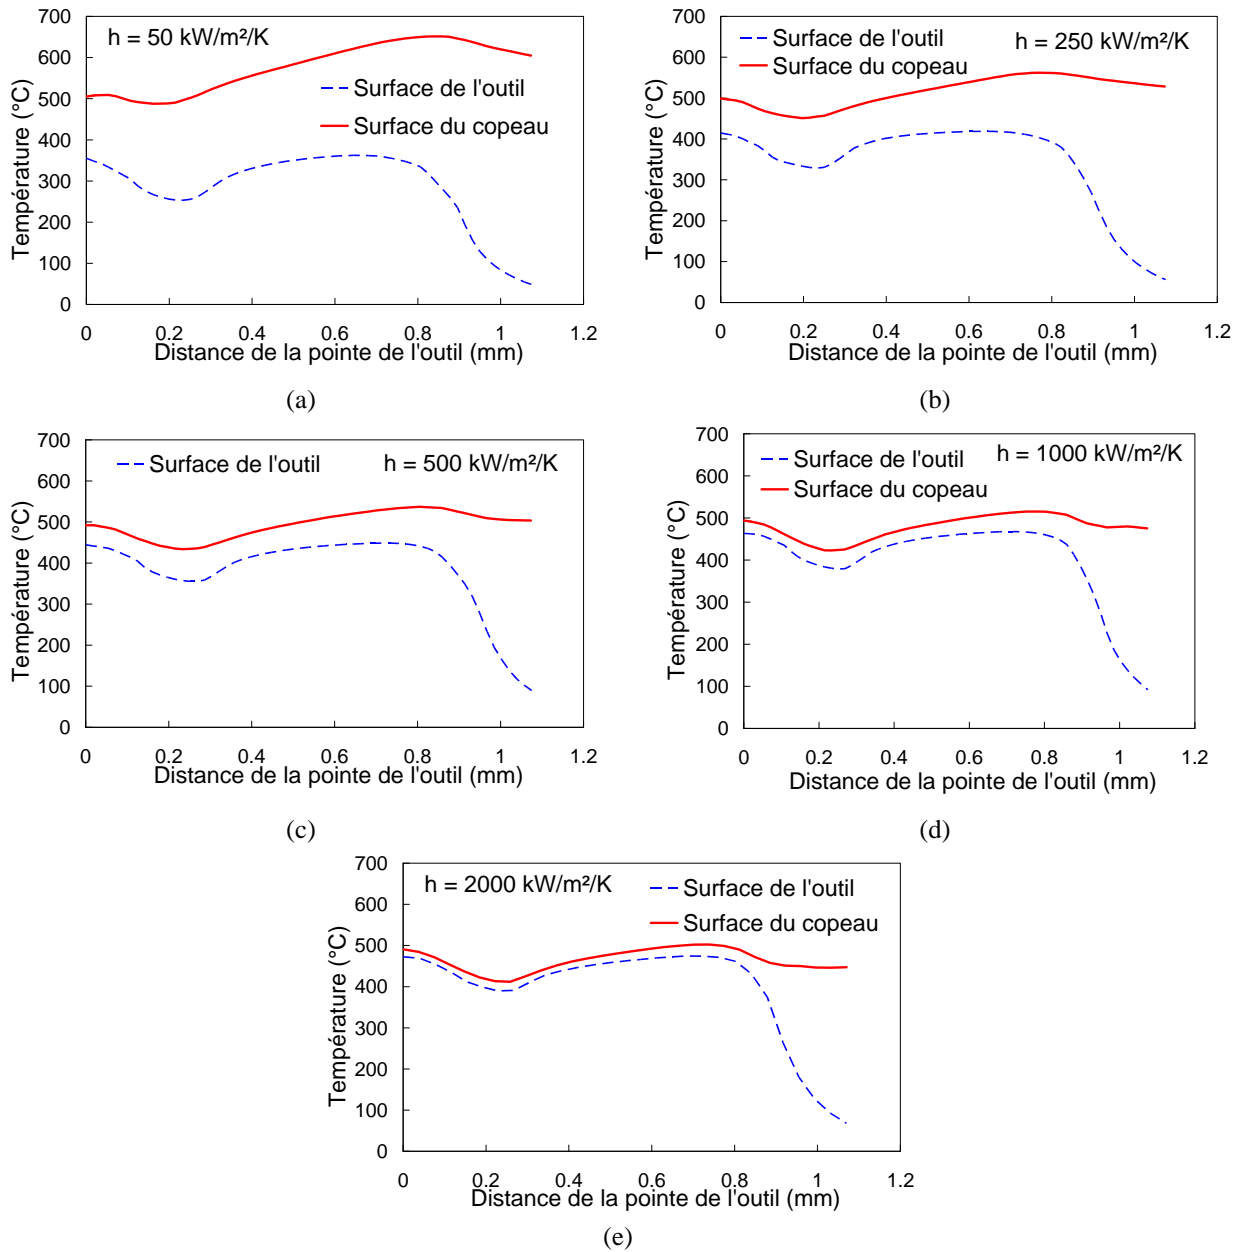 700
600
500
400
300
200
100
0
Température (°C)
h = 50 kW/m²/K
Surface de l'outil
Surface du copeau
0 0.2 0.4 0.6 0.8 1 1.2
Distance de la pointe de l'outil (mm)
(a)
700
600
500
400
300
200
100
0
Température (°C)
Surface de l'outil
Surface du copeau
h = 250 kW/m²/K
0 0.2 0.4 0.6 0.8 1 1.2
Distance de la pointe de l'outil (mm)
(b)
700
600
500
400
300
200
100
0
Température (°C)
Surface de l'outil
h = 500 kW/m²/K
0 0.2 0.4 0.6 0.8 1 1.2
Distance de la pointe de l'outil (mm)
(c)
700
600
500
400
300
200
100
0
Température (°C)
Surface de l'outil
Surface du copeau
h = 1000 kW/m²/K
0 0.2 0.4 0.6 0.8 1 1.2
Distance de la pointe de l'outil (mm)
(d)
700
600
500
400
300
200
100
0
Température (°C)
h = 2000 kW/m²/K
Surface de l'outil
Surface du copeau
0 0.2 0.4 0.6 0.8 1 1.2
Distance de la pointe de l'outil (mm)
(e)